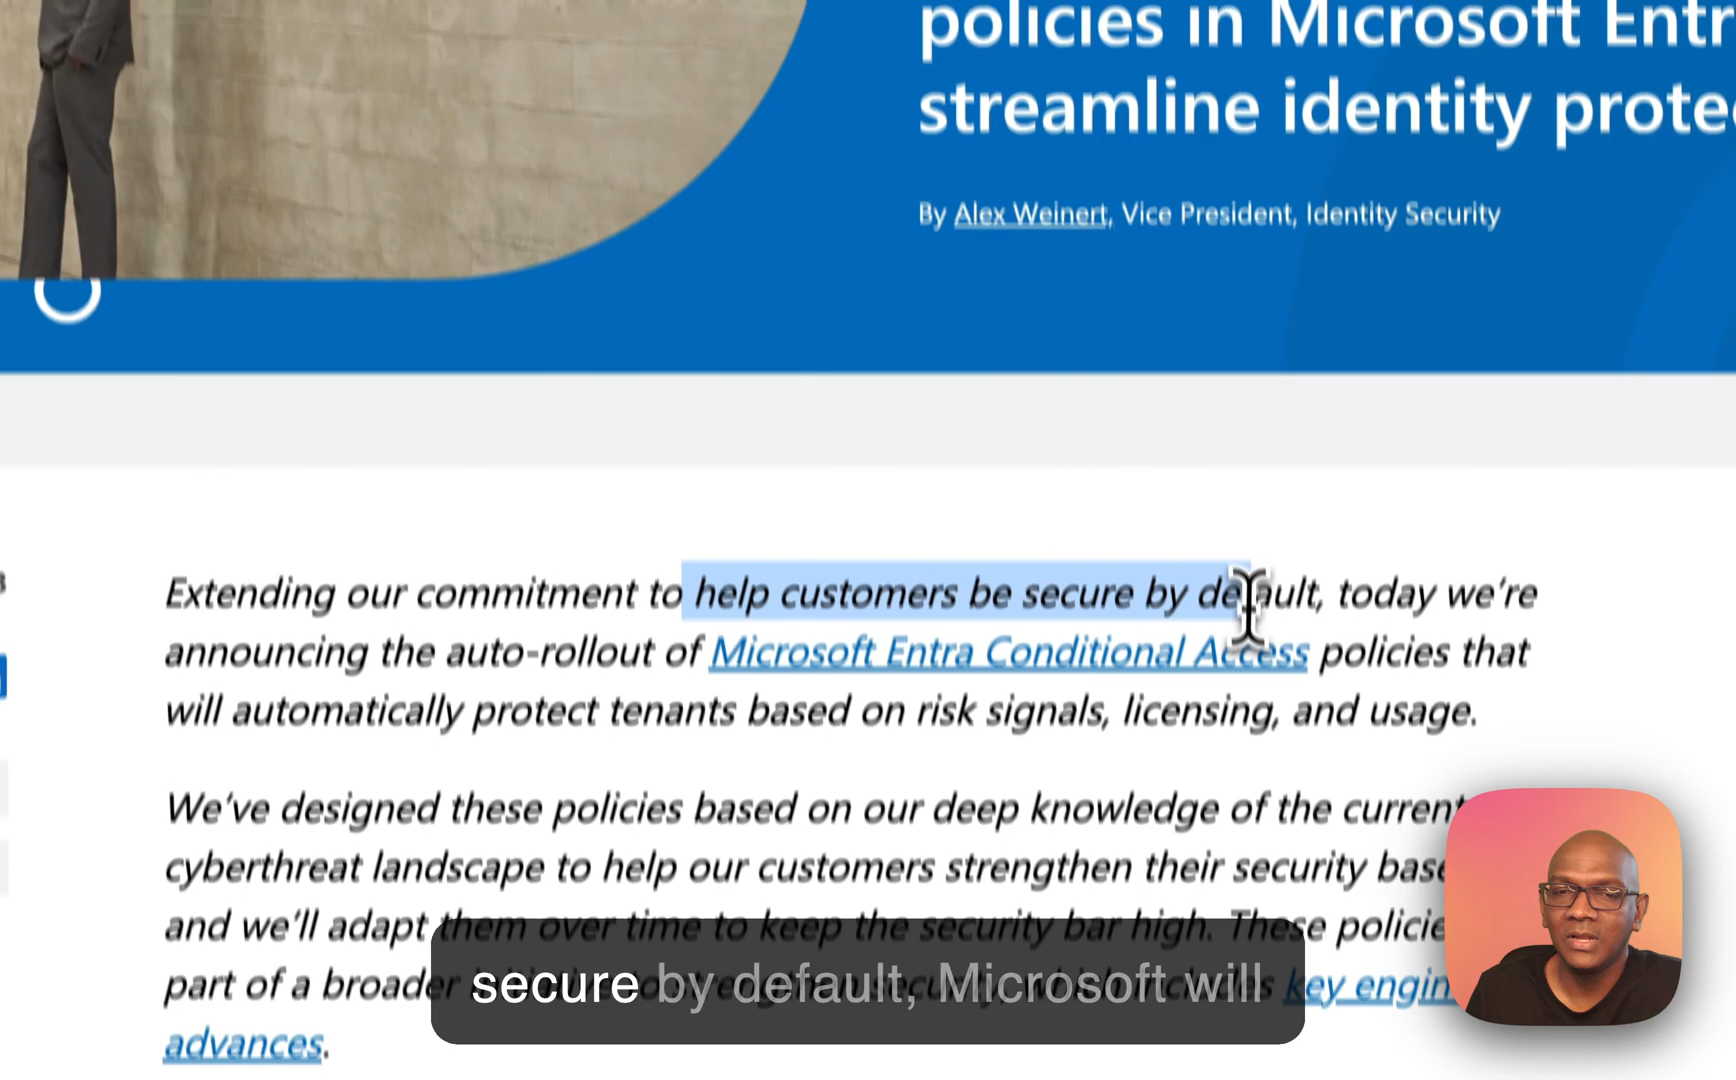 policies in Microsoft Entr
streamline identity prote
By Alex Weinert, Vice President, Identity Security
Extending our commitment to help customers be secure by default, today we're
announcing the auto-rollout of Microsoft Entra Conditional Access policies that
will automatically protect tenants based on risk signals, licensing, and usage.
We've designed these policies based on our deep knowledge of the current
cyberthreat landscape to help our customers strengthen their security base
and we'll adapt them over time to keep the security bar high. These policie
part of a broader key engin
advances.
secure by default, Microsoft will